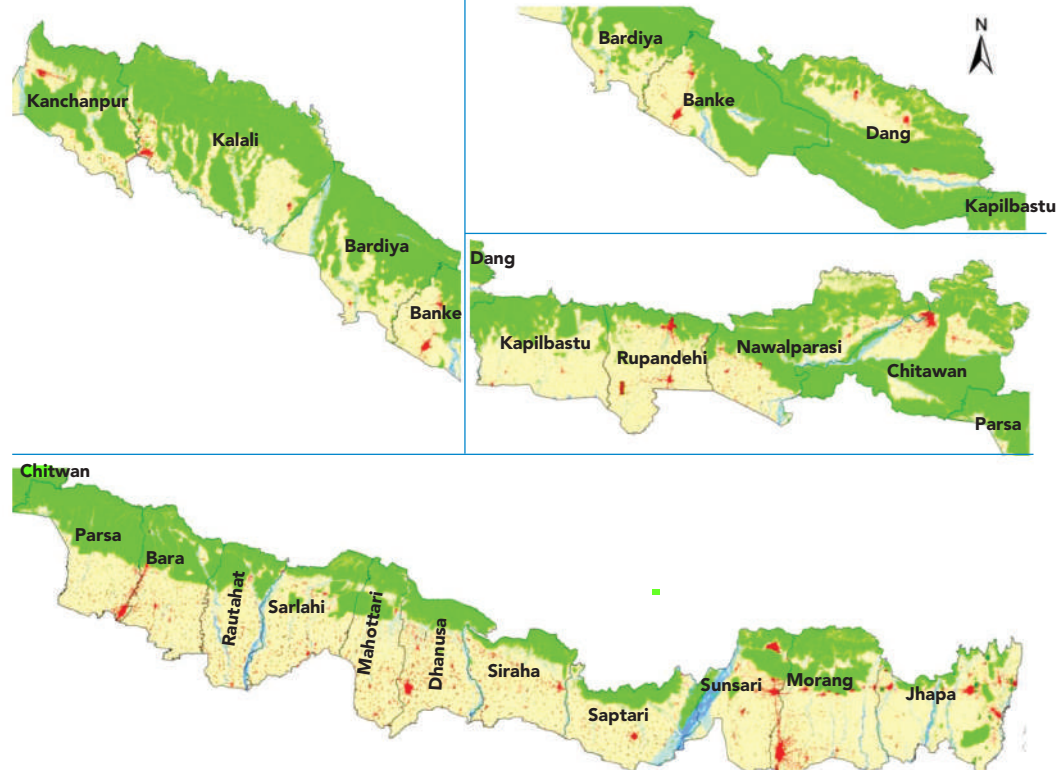 Kanchanpur
Kalali
Bardiya
Banke
Bardiya
Banke
Dang
Kapilbastu
N
Dang
Kapilbastu
Rupandehi
Nawalparasi
Chitawan
Parsa
Chitwan
Parsa
Bara
Rautahat
Sarlahi
Mahottari
Dhanusa
Siraha
Saptari
Sunsari
Morang
Jhapa